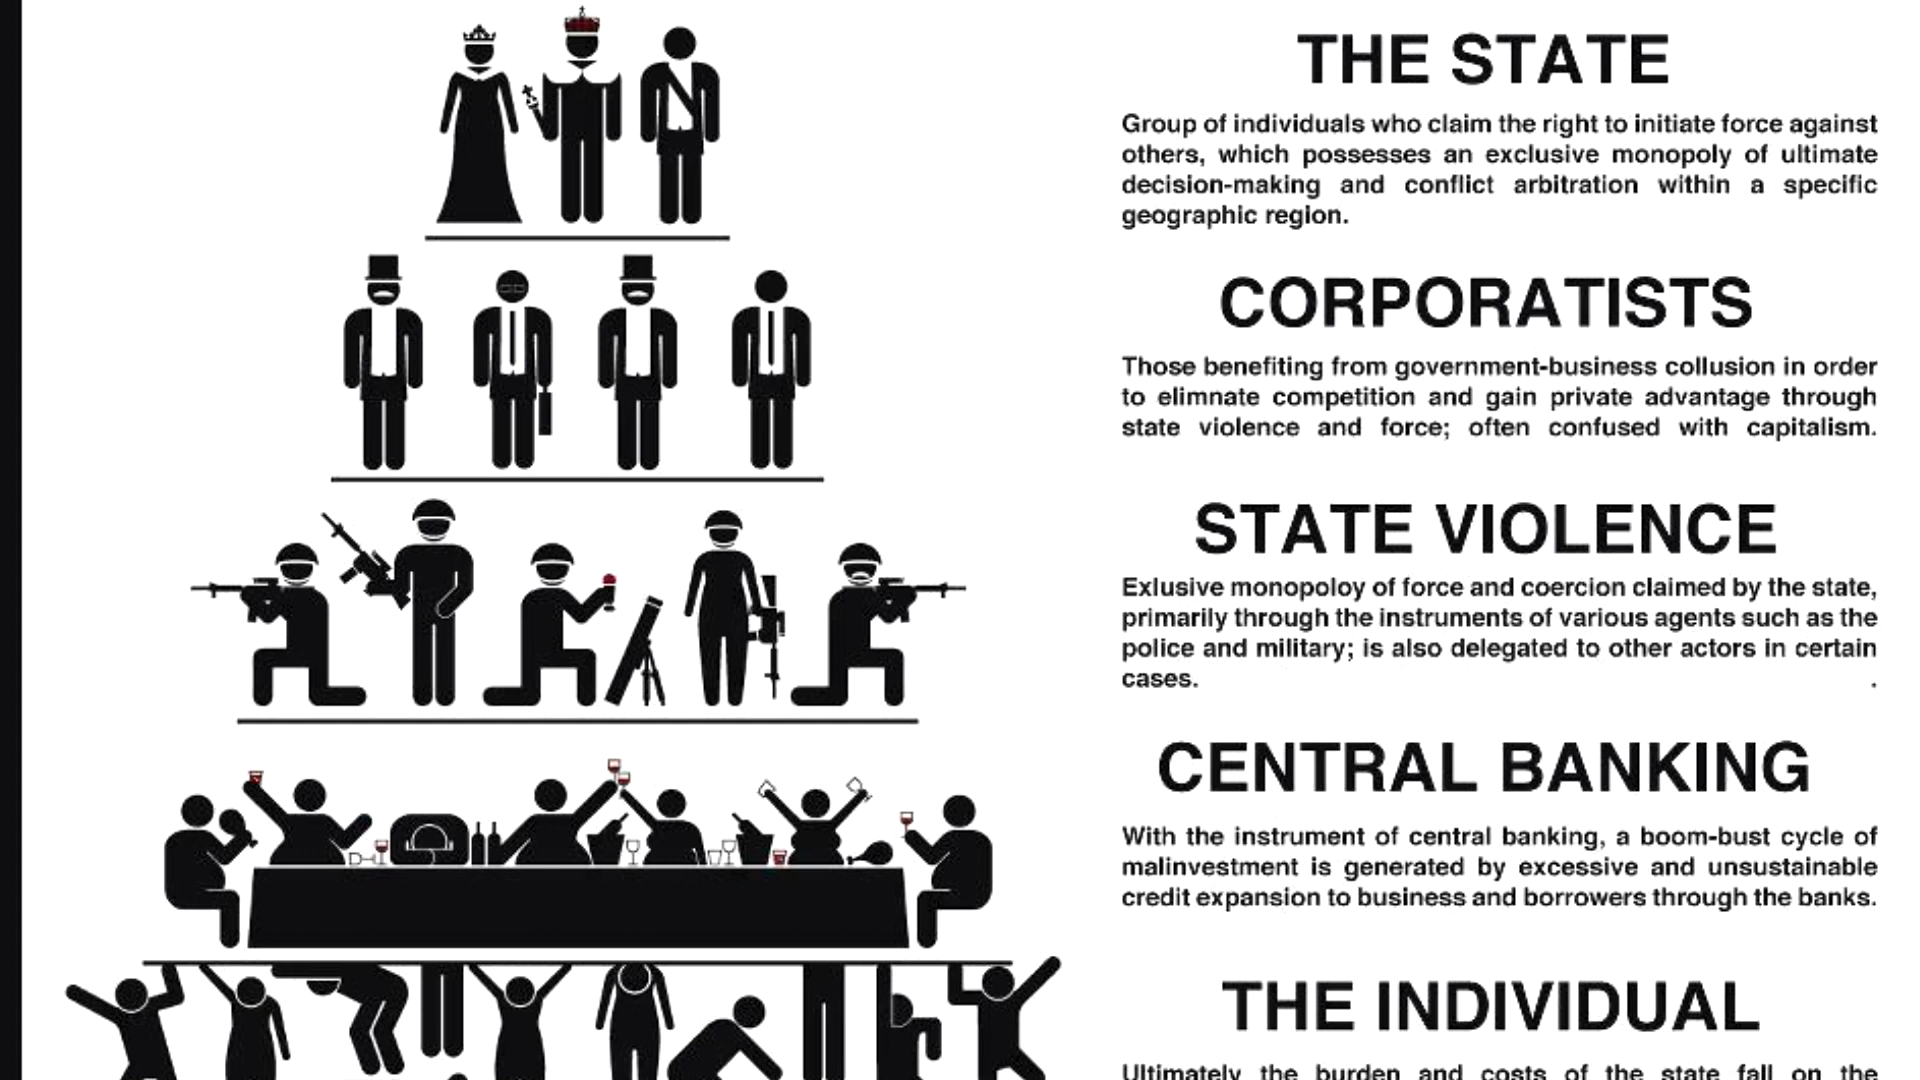 THE STATE
Group of individuals who claim the right to initiate force against
others, which possesses an exclusive monopoly of ultimate
decision-making and conflict arbitration within a specific
geographic region.
CORPORATISTS
Those benefiting from government-business collusion in order
to elimnate competition and gain private advantage through
state violence and force; often confused with capitalism.
STATE VIOLENCE
Exlusive monopoloy of force and coercion claimed by the state,
primarily through the instruments of various agents such as the
police and military; is also delegated to other actors in certain
cases. .
CENTRAL BANKING
With the instrument of central banking, a boom-bust cycle of
malinvestment is generated by excessive and unsustainable
credit expansion to business and borrowers through the banks.
THE INDIVIDUAL
Ultimately the burden and costs of the state fall on the